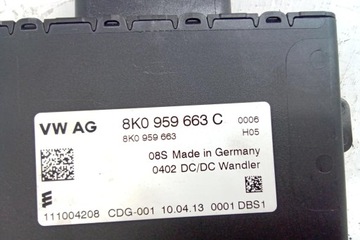 VW AG 8K0 959 663 C 0006
8K0 959 663 H05
08S Made in Germany
0402 DC/DC Wandler
111004208 CDG-001 10.04.13 0001 DBS1